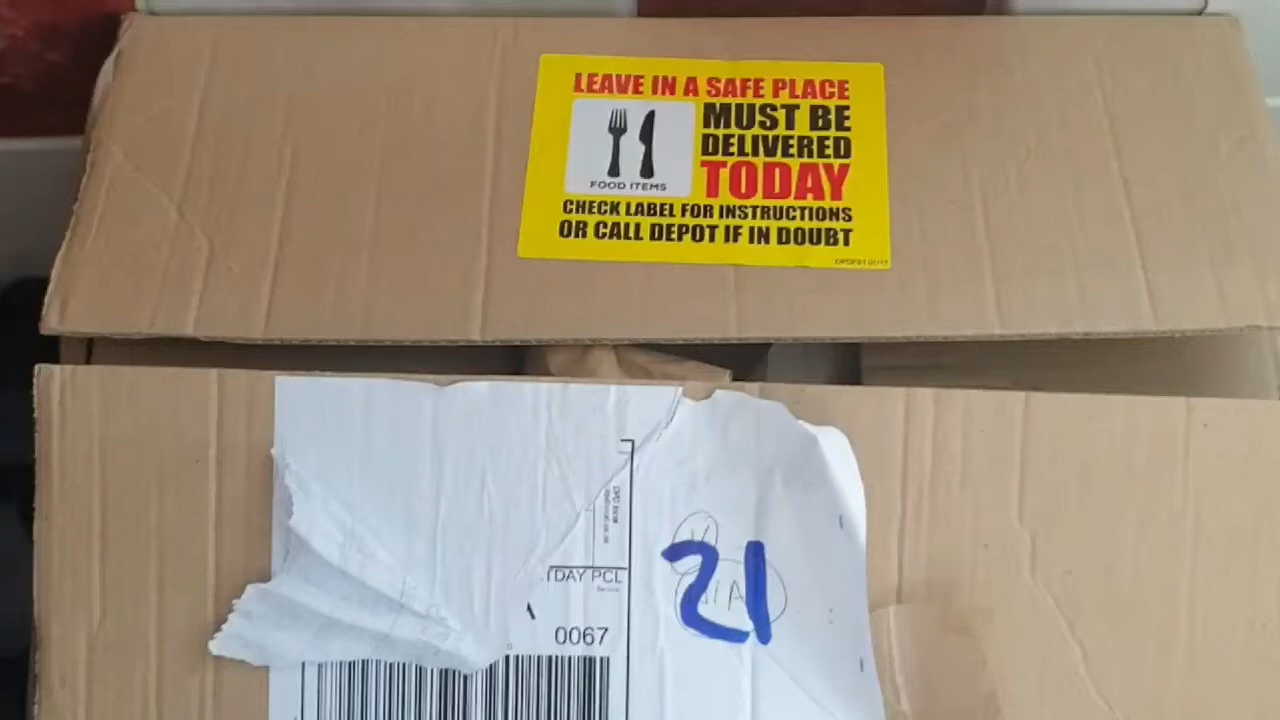 LEAVE IN A SAFE PLACE
MUST BE
DELIVERED
TODAY
FOOD ITEMS
CHECK LABEL FOR INSTRUCTIONS
OR CALL DEPOT IF IN DOUBT
DAY PCL
Service
0067
21